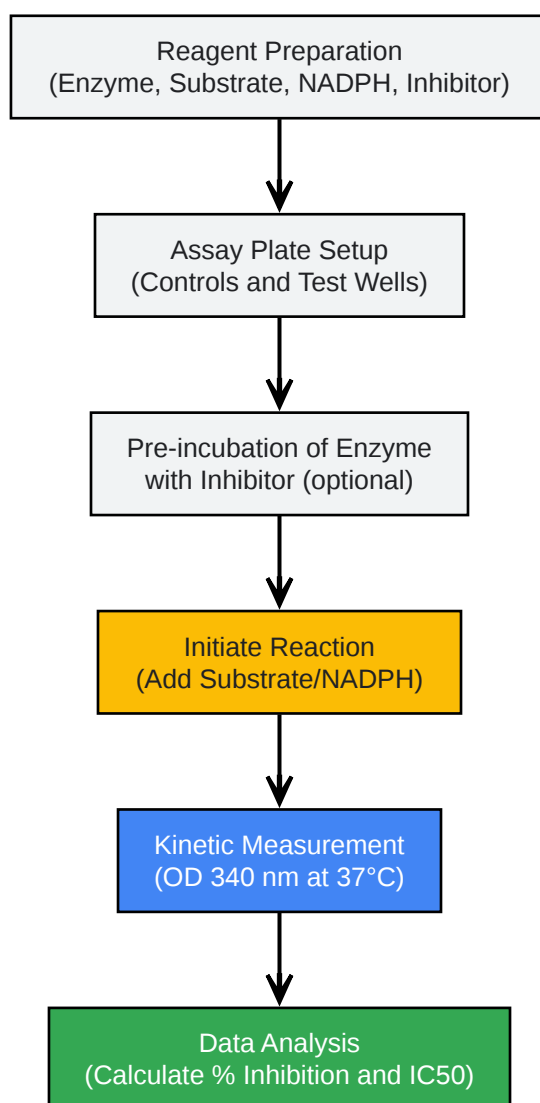 Reagent Preparation
(Enzyme, Substrate, NADPH, Inhibitor)
Assay Plate Setup
(Controls and Test Wells)
Pre-incubation of Enzyme
with Inhibitor (optional)
Initiate Reaction
(Add Substrate/NADPH)
Kinetic Measurement
(OD 340 nm at 37°C)
Data Analysis
(Calculate % Inhibition and IC50)